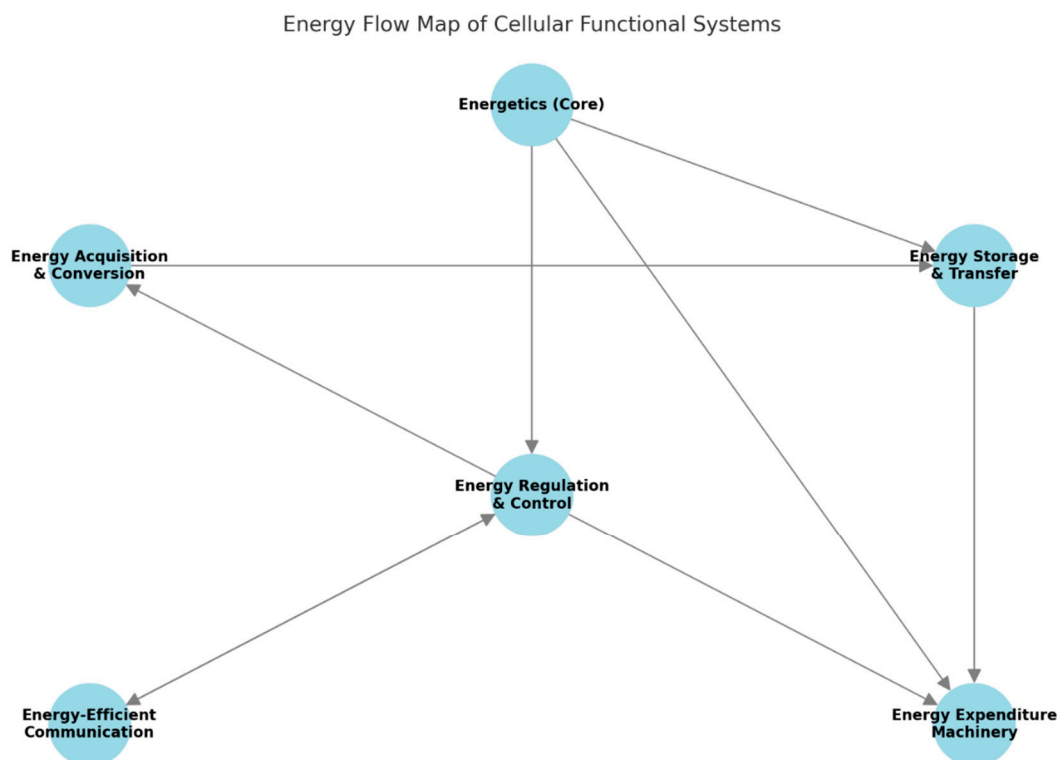 Energy Flow Map of Cellular Functional Systems
Energetics (Core)
Energy Acquisition
& Conversion
Energy Storage
& Transfer
Energy Regulation
& Control
Energy-Efficient
Communication
Energy Expenditure
Machinery